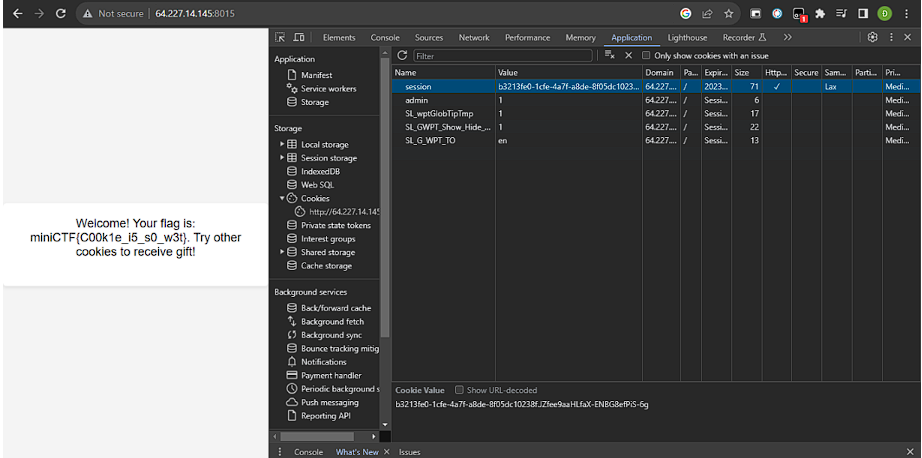 Not secure | 64.227.14.145:8015
Elements Console Sources Network Performance Memory Application Lighthouse Recorder
Application
Manifest
Service workers
Storage
Storage
Local storage
Session storage
IndexedDB
Web SQL
Cookies
http://64.227.14.145
Private state tokens
Interest groups
Shared storage
Cache storage
Background services
Back/forward cache
Background fetch
Background sync
Bounce tracking mitig
Notifications
Payment handler
Periodic background s
Push messaging
Reporting API
Filter Only show cookies with an issue
Name Value Domain Pa... Expir... Size Http... Secure Sam... Parti... Pri...
session b3213fe0-1cfe-4a7f-a8de-8f05dc1023... 64.227.... / 2023... 71 ✓ Lax Medi...
admin 1 64.227.... / Sessi... 6 Medi...
SL_wptGlobTipTmp 1 64.227.... / Sessi... 17 Medi...
SL_GWPT_Show_Hide_... 1 64.227.... / Sessi... 22 Medi...
SL_G_WPT_TO en 64.227.... / Sessi... 13 Medi...
Welcome! Your flag is:
miniCTF{C00k1e_i5_s0_w3t}. Try other
cookies to receive gift!
Cookie Value Show URL-decoded
b3213fe0-1cfe-4a7f-a8de-8f05dc10238f.JZfee9aaHLfaX-ENBG8efPiS-6g
Console What's New Issues